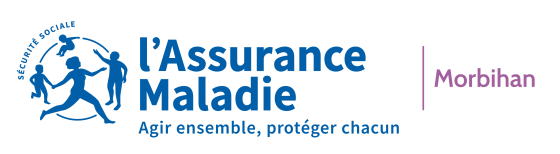 SÉCURITÉ SOCIALE
l'Assurance
Maladie
Agir ensemble, protéger chacun
Morbihan